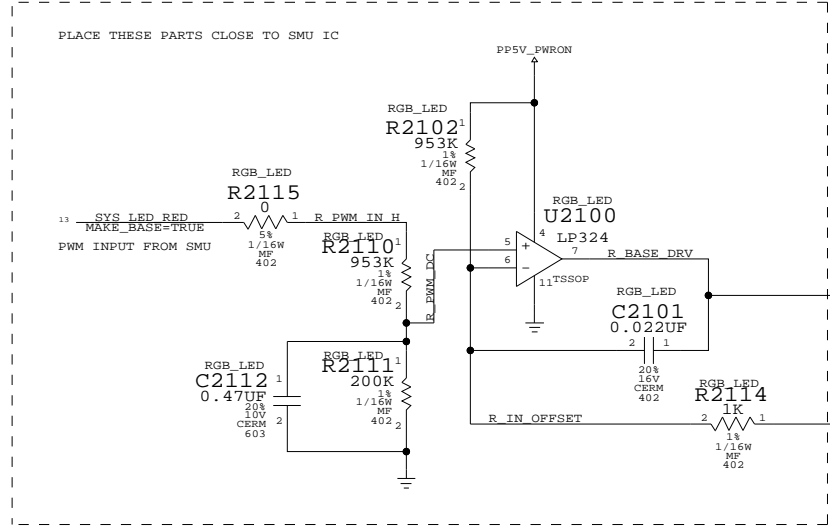 PLACE THESE PARTS CLOSE TO SMU IC
PP5V_PWRON
RGB_LED
R2102
1
953K
1%
1/16W
MF
402
2
RGB_LED
R2115
0
13
SYS_LED_RED
2
1
R_PWM_IN_H
MAKE_BASE=TRUE
PWM INPUT FROM SMU
5%
1/16W
MF
402
RGB_LED
R2110
1
953K
1%
1/16W
MF
402
2
R_PWM_DC
RGB_LED
U2100
4
LP324
5
+
7
R_BASE_DRV
6
-
11
TSSOP
RGB_LED
C2101
0.022UF
2
1
20%
16V
CERM
402
RGB_LED
C2112
1
0.47UF
20%
10V
CERM
603
2
RGB_LED
R2111
1
200K
1%
1/16W
MF
402
2
RGB_LED
R2114
1K
R_IN_OFFSET
2
1
1%
1/16W
MF
402